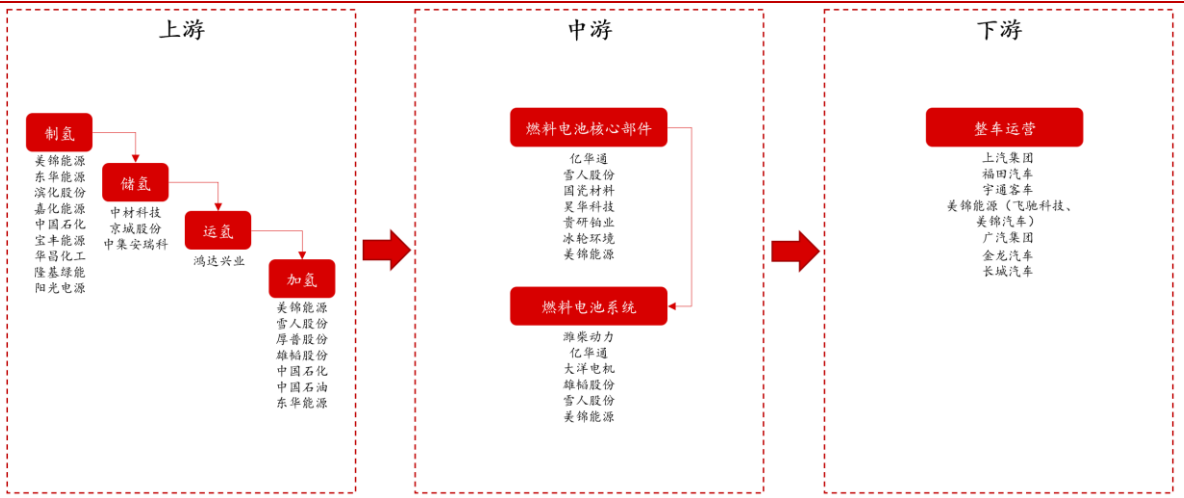 上游
制氢
美锦能源
东华能源
滨化股份
嘉化能源
中国石化
宝丰能源
华昌化工
隆基绿能
阳光电源
储氢
中材科技
京城股份
中集安瑞科
运氢
鸿达兴业
加氢
美锦能源
雪人股份
厚普股份
雄韬股份
中国石化
中国石油
东华能源
中游
燃料电池核心部件
亿华通
雪人股份
国瓷材料
昊华科技
贵研铂业
冰轮环境
美锦能源
燃料电池系统
潍柴动力
亿华通
大洋电机
雄韬股份
雪人股份
美锦能源
下游
整车运营
上汽集团
福田汽车
宇通客车
美锦能源（飞驰科技、
美锦汽车）
广汽集团
金龙汽车
长城汽车